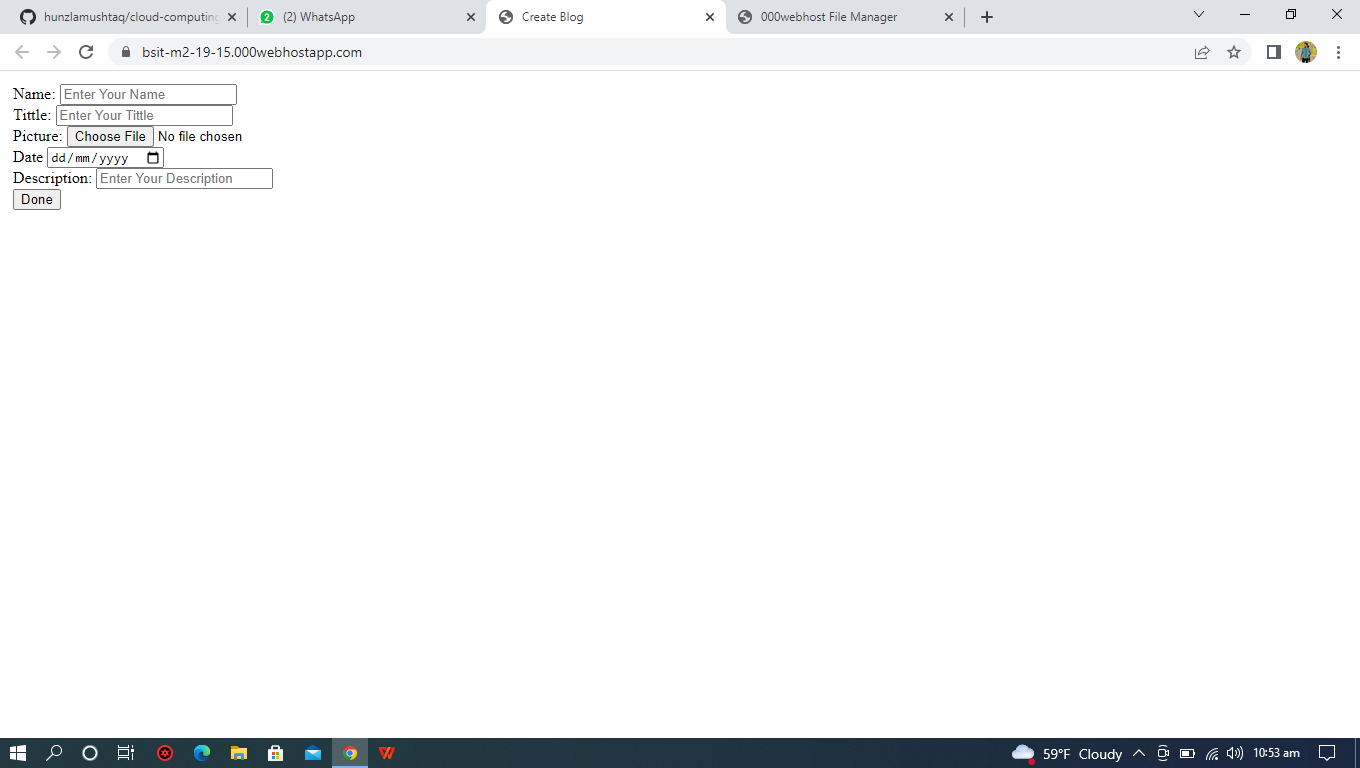 hunzlamushtaq/cloud-computing
2 (2) WhatsApp
Create Blog
000webhost File Manager
bsit-m2-19-15.000webhostapp.com
Name: Enter Your Name
Tittle: Enter Your Tittle
Picture: Choose File No file chosen
Date dd/mm/yyyy
Description: Enter Your Description
Done
59°F Cloudy 10:53 am